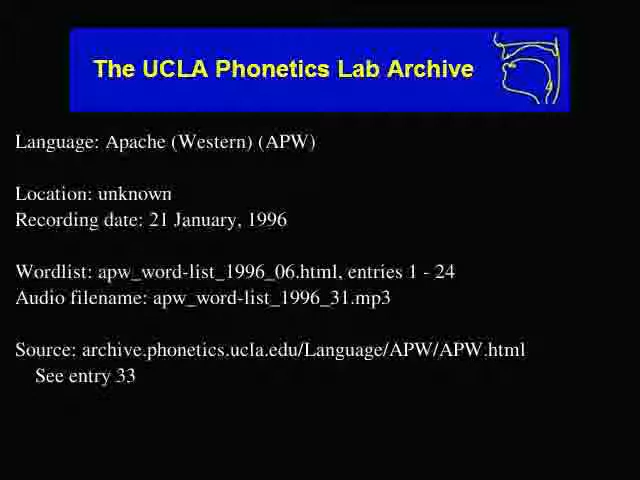 The UCLA Phonetics Lab Archive
Language: Apache (Western) (APW)
Location: unknown
Recording date: 21 January, 1996
Wordlist: apw_word-list_1996_06.html, entries 1 - 24
Audio filename: apw_word-list_1996_31.mp3
Source: archive.phonetics.ucla.edu/Language/APW/APW.html
See entry 33